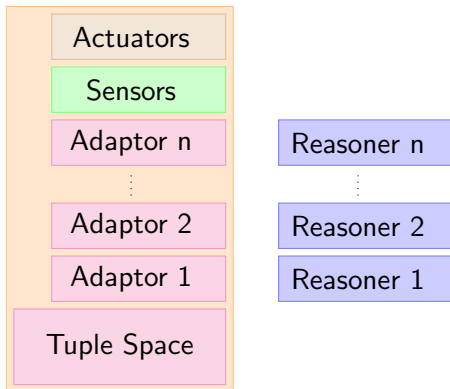 Actuators
Sensors
Adaptor n
Reasoner n
Adaptor 2
Reasoner 2
Adaptor 1
Reasoner 1
Tuple Space